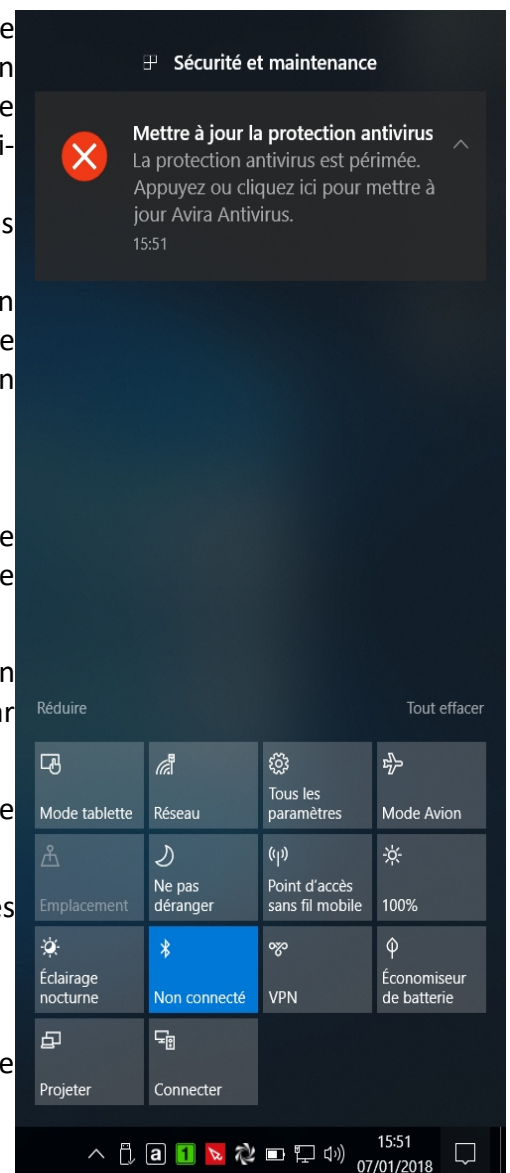 e
n
e
i-
s
n
e
n
e
e
n
ar
e
es
e
Sécurité et maintenance
Mettre à jour la protection antivirus
La protection antivirus est périmée.
Appuyez ou cliquez ici pour mettre à
jour Avira Antivirus.
15:51
Réduire
Tout effacer
Mode tablette
Réseau
Tous les
paramètres
Mode Avion
Emplacement
Ne pas
déranger
Point d'accès
sans fil mobile
100%
Éclairage
nocturne
Non connecté
VPN
Économiseur
de batterie
Projeter
Connecter
a
1
15:51
07/01/2018